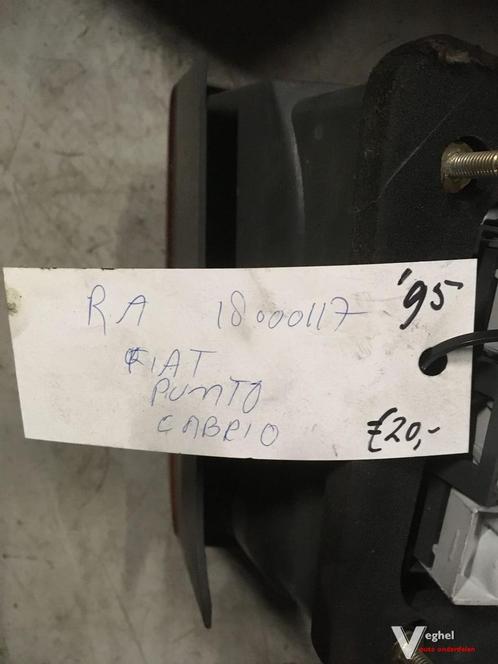 RA 18000117 '95
FIAT
PUNTO
CABRIO
€20,-
Veghel
auto onderdelen